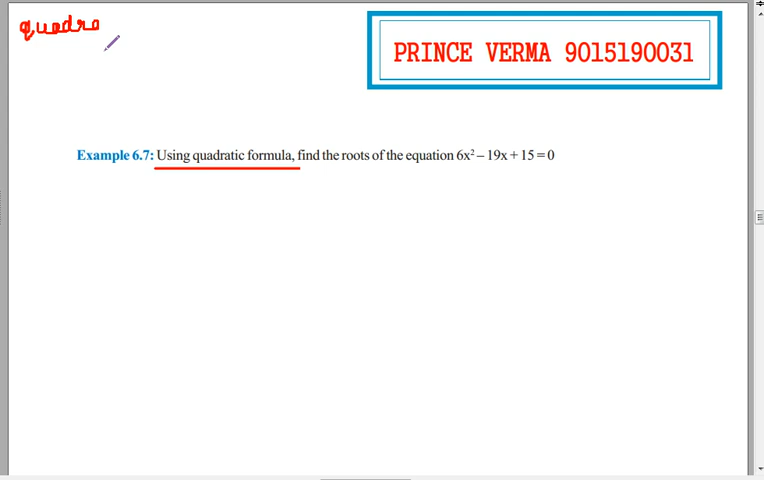 quadra
PRINCE VERMA 9015190031
Example 6.7: Using quadratic formula, find the roots of the equation 6x² – 19x + 15 = 0